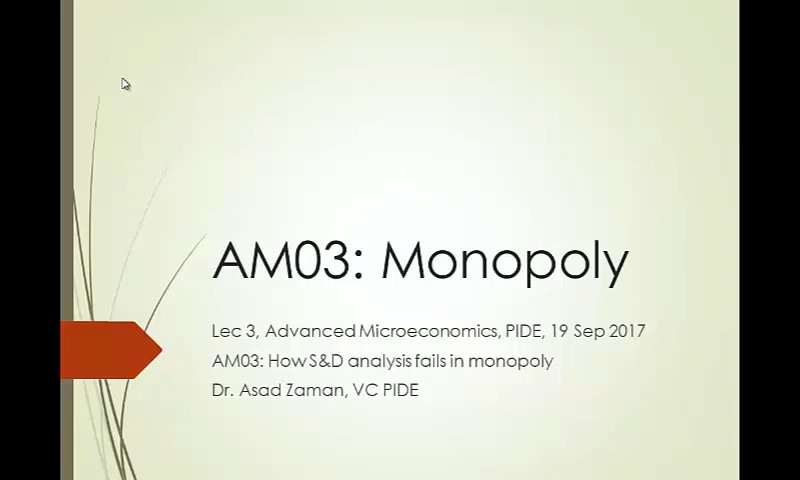 AM03: Monopoly
Lec 3, Advanced Microeconomics, PIDE, 19 Sep 2017
AM03: How S&D analysis fails in monopoly
Dr. Asad Zaman, VC PIDE